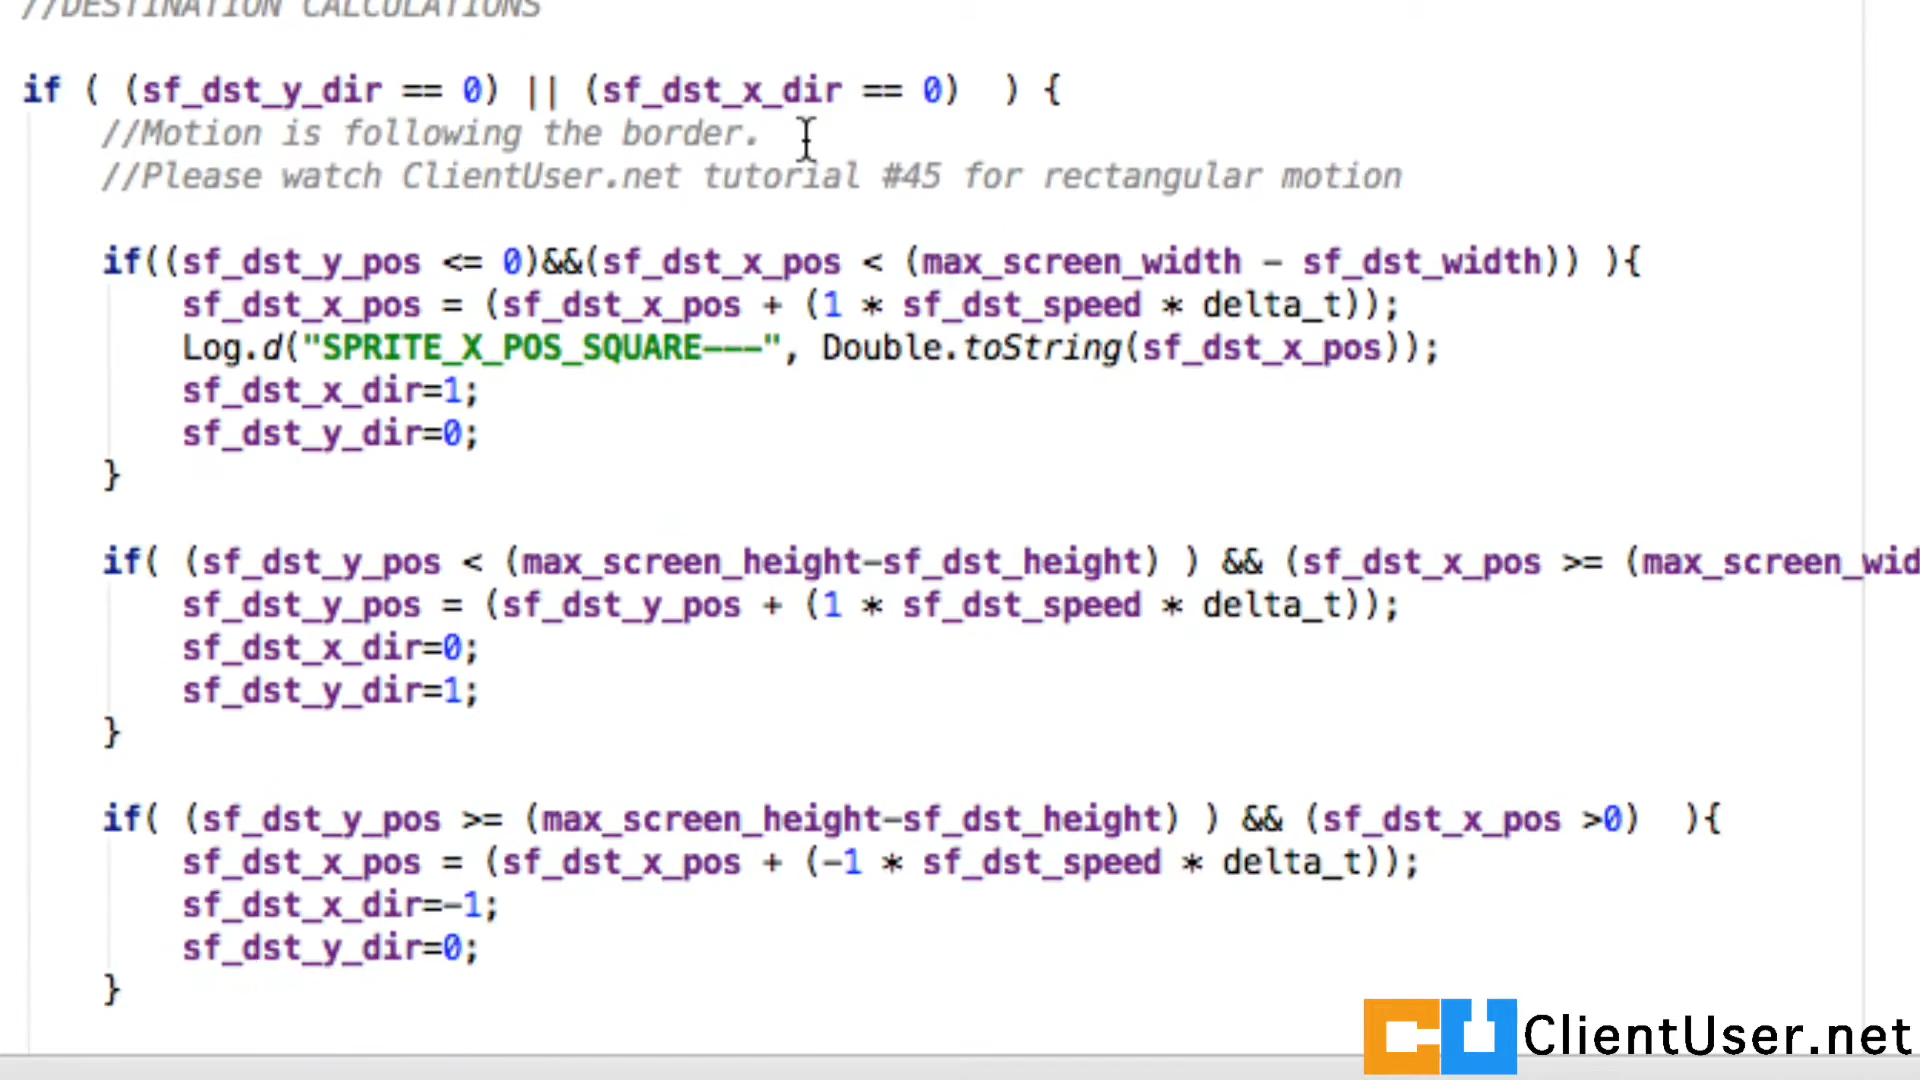 //DESTINATION CALCULATIONS
if ( (sf_dst_y_dir == 0) || (sf_dst_x_dir == 0)  ) {
//Motion is following the border.
//Please watch ClientUser.net tutorial #45 for rectangular motion
if((sf_dst_y_pos <= 0)&&(sf_dst_x_pos < (max_screen_width - sf_dst_width)) ){
sf_dst_x_pos = (sf_dst_x_pos + (1 * sf_dst_speed * delta_t));
Log.d("SPRITE_X_POS_SQUARE---", Double.toString(sf_dst_x_pos));
sf_dst_x_dir=1;
sf_dst_y_dir=0;
}
if( (sf_dst_y_pos < (max_screen_height-sf_dst_height) ) && (sf_dst_x_pos >= (max_screen_wid
sf_dst_y_pos = (sf_dst_y_pos + (1 * sf_dst_speed * delta_t));
sf_dst_x_dir=0;
sf_dst_y_dir=1;
}
if( (sf_dst_y_pos >= (max_screen_height-sf_dst_height) ) && (sf_dst_x_pos >0)  ){
sf_dst_x_pos = (sf_dst_x_pos + (-1 * sf_dst_speed * delta_t));
sf_dst_x_dir=-1;
sf_dst_y_dir=0;
}
CU ClientUser.net